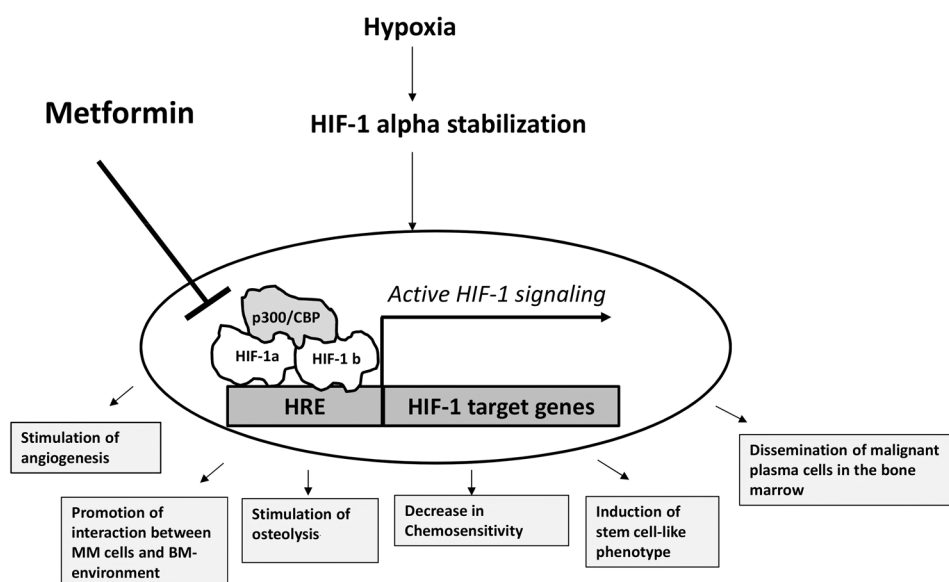 Hypoxia
Metformin
HIF-1 alpha stabilization
Active HIF-1 signaling
p300/CBP
HIF-1a
HIF-1 b
HRE
HIF-1 target genes
Stimulation of
angiogenesis
Promotion of
interaction between
MM cells and BM-
environment
Stimulation of
osteolysis
Decrease in
Chemosensitivity
Induction of
stem cell-like
phenotype
Dissemination of malignant
plasma cells in the bone
marrow